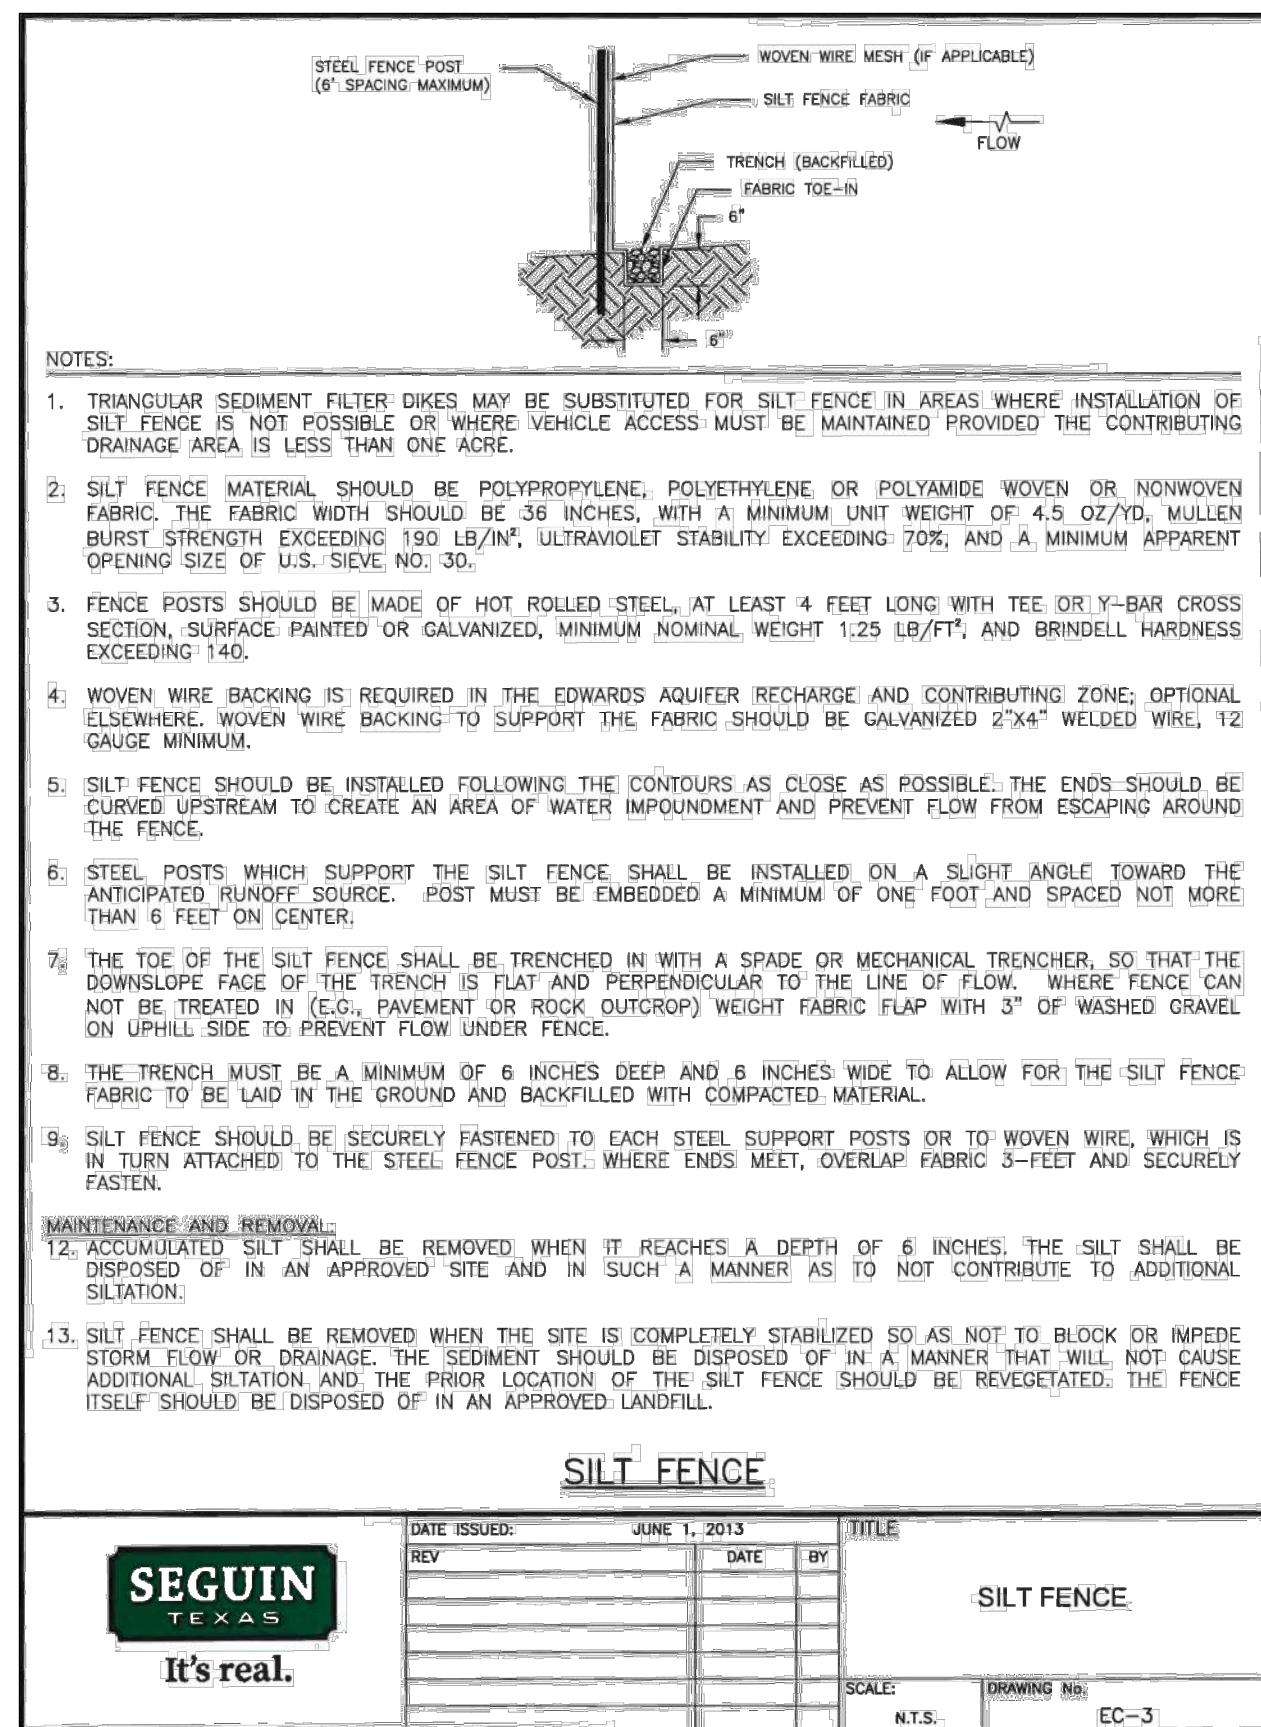 STEEL FENCE POST
(6' SPACING MAXIMUM)
WOVEN WIRE MESH (IF APPLICABLE)
SILT FENCE FABRIC
FLOW
TRENCH (BACKFILLED)
FABRIC TOE-IN
6"
6"
NOTES:
1. TRIANGULAR SEDIMENT FILTER DIKES MAY BE SUBSTITUTED FOR SILT FENCE IN AREAS WHERE INSTALLATION OF
SILT FENCE IS NOT POSSIBLE OR WHERE VEHICLE ACCESS MUST BE MAINTAINED PROVIDED THE CONTRIBUTING
DRAINAGE AREA IS LESS THAN ONE ACRE.
2. SILT FENCE MATERIAL SHOULD BE POLYPROPYLENE, POLYETHYLENE OR POLYAMIDE WOVEN OR NONWOVEN
FABRIC. THE FABRIC WIDTH SHOULD BE 36 INCHES, WITH A MINIMUM UNIT WEIGHT OF 4.5 OZ/YD, MULLEN
BURST STRENGTH EXCEEDING 190 LB/IN², ULTRAVIOLET STABILITY EXCEEDING 70%, AND A MINIMUM APPARENT
OPENING SIZE OF U.S. SIEVE NO. 30.
3. FENCE POSTS SHOULD BE MADE OF HOT ROLLED STEEL, AT LEAST 4 FEET LONG WITH TEE OR Y-BAR CROSS
SECTION, SURFACE PAINTED OR GALVANIZED, MINIMUM NOMINAL WEIGHT 1.25 LB/FT², AND BRINDELL HARDNESS
EXCEEDING 140.
4. WOVEN WIRE BACKING IS REQUIRED IN THE EDWARDS AQUIFER RECHARGE AND CONTRIBUTING ZONE; OPTIONAL
ELSEWHERE. WOVEN WIRE BACKING TO SUPPORT THE FABRIC SHOULD BE GALVANIZED 2"X4" WELDED WIRE, 12
GAUGE MINIMUM.
5. SILT FENCE SHOULD BE INSTALLED FOLLOWING THE CONTOURS AS CLOSE AS POSSIBLE. THE ENDS SHOULD BE
CURVED UPSTREAM TO CREATE AN AREA OF WATER IMPOUNDMENT AND PREVENT FLOW FROM ESCAPING AROUND
THE FENCE.
6. STEEL POSTS WHICH SUPPORT THE SILT FENCE SHALL BE INSTALLED ON A SLIGHT ANGLE TOWARD THE
ANTICIPATED RUNOFF SOURCE. POST MUST BE EMBEDDED A MINIMUM OF ONE FOOT AND SPACED NOT MORE
THAN 6 FEET ON CENTER.
7. THE TOE OF THE SILT FENCE SHALL BE TRENCHED IN WITH A SPADE OR MECHANICAL TRENCHER, SO THAT THE
DOWNSLOPE FACE OF THE TRENCH IS FLAT AND PERPENDICULAR TO THE LINE OF FLOW. WHERE FENCE CAN
NOT BE TREATED IN (E.G., PAVEMENT OR ROCK OUTCROP) WEIGHT FABRIC FLAP WITH 3" OF WASHED GRAVEL
ON UPHILL SIDE TO PREVENT FLOW UNDER FENCE.
8. THE TRENCH MUST BE A MINIMUM OF 6 INCHES DEEP AND 6 INCHES WIDE TO ALLOW FOR THE SILT FENCE
FABRIC TO BE LAID IN THE GROUND AND BACKFILLED WITH COMPACTED MATERIAL.
9. SILT FENCE SHOULD BE SECURELY FASTENED TO EACH STEEL SUPPORT POSTS OR TO WOVEN WIRE, WHICH IS
IN TURN ATTACHED TO THE STEEL FENCE POST. WHERE ENDS MEET, OVERLAP FABRIC 3-FEET AND SECURELY
FASTEN.
MAINTENANCE AND REMOVAL:
12. ACCUMULATED SILT SHALL BE REMOVED WHEN IT REACHES A DEPTH OF 6 INCHES. THE SILT SHALL BE
DISPOSED OF IN AN APPROVED SITE AND IN SUCH A MANNER AS TO NOT CONTRIBUTE TO ADDITIONAL
SILTATION.
13. SILT FENCE SHALL BE REMOVED WHEN THE SITE IS COMPLETELY STABILIZED SO AS NOT TO BLOCK OR IMPEDE
STORM FLOW OR DRAINAGE. THE SEDIMENT SHOULD BE DISPOSED OF IN A MANNER THAT WILL NOT CAUSE
ADDITIONAL SILTATION AND THE PRIOR LOCATION OF THE SILT FENCE SHOULD BE REVEGETATED. THE FENCE
ITSELF SHOULD BE DISPOSED OF IN AN APPROVED LANDFILL.
SILT FENCE
SEGUIN
TEXAS
It's real.
DATE ISSUED: JUNE 1, 2013
REV DATE BY
TITLE
SILT FENCE
SCALE:
N.T.S.
DRAWING No:
EC-3